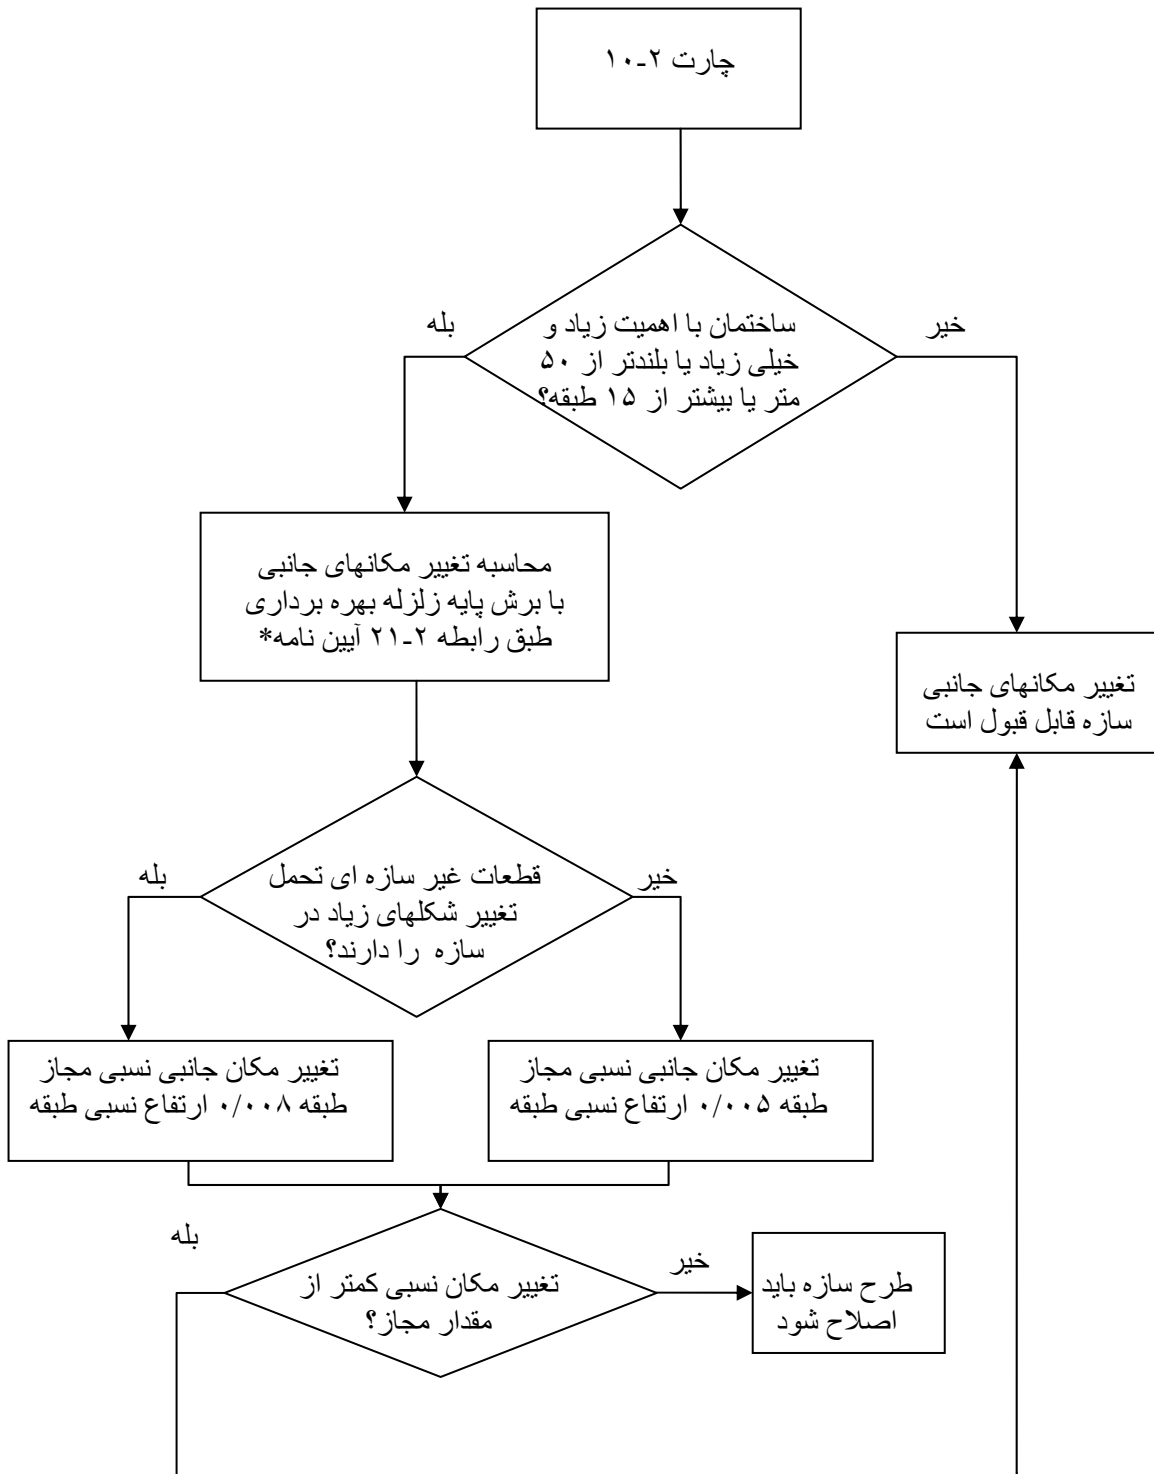 چارت ۲-۱۰
ساختمان با اهمیت زیاد و
خیلی زیاد یا بلندتر از ۵۰
متر یا بیشتر از ۱۵ طبقه؟
بله
خیر
محاسبه تغییر مکانهای جانبی
با برش پایه زلزله بهره برداری
طبق رابطه ۲-۲۱ آیین نامه*
تغییر مکانهای جانبی
سازه قابل قبول است
قطعات غیر سازه ای تحمل
تغییر شکلهای زیاد در
سازه را دارند؟
بله
خیر
تغییر مکان جانبی نسبی مجاز
طبقه ۰/۰۰۸ ارتفاع نسبی طبقه
تغییر مکان جانبی نسبی مجاز
طبقه ۰/۰۰۵ ارتفاع نسبی طبقه
تغییر مکان نسبی کمتر از
مقدار مجاز؟
بله
خیر
طرح سازه باید
اصلاح شود